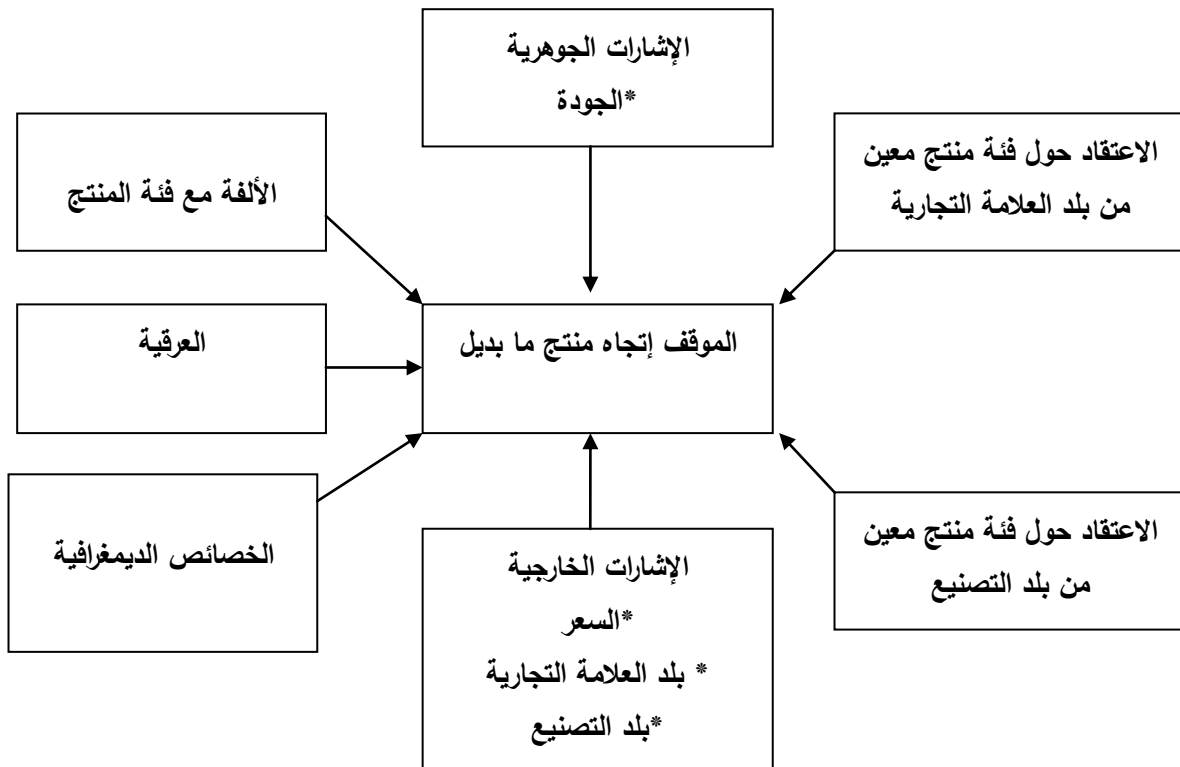 الإشارات الجوهرية
*الجودة
الاعتقاد حول فئة منتج معين
من بلد العلامة التجارية
الألفة مع فئة المنتج
الموقف إتجاه منتج ما بديل
العرقية
الاعتقاد حول فئة منتج معين
من بلد التصنيع
الخصائص الديمغرافية
الإشارات الخارجية
*السعر
* بلد العلامة التجارية
*بلد التصنيع